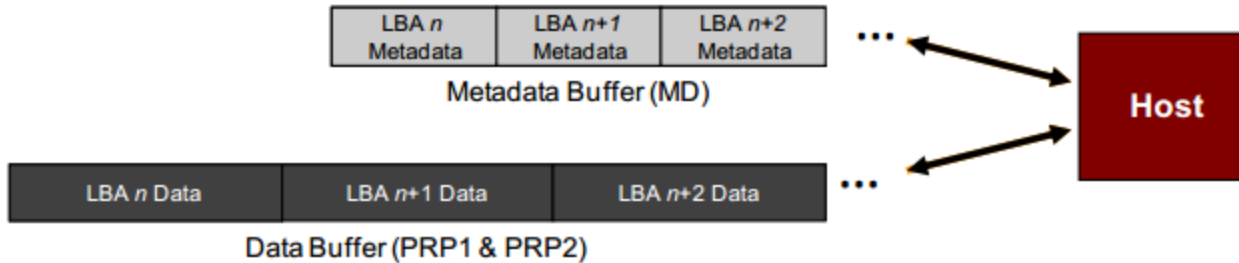 LBA n
Metadata
LBA n+1
Metadata
LBA n+2
Metadata
...
Metadata Buffer (MD)
Host
LBA n Data
LBA n+1 Data
LBA n+2 Data
...
Data Buffer (PRP1 & PRP2)